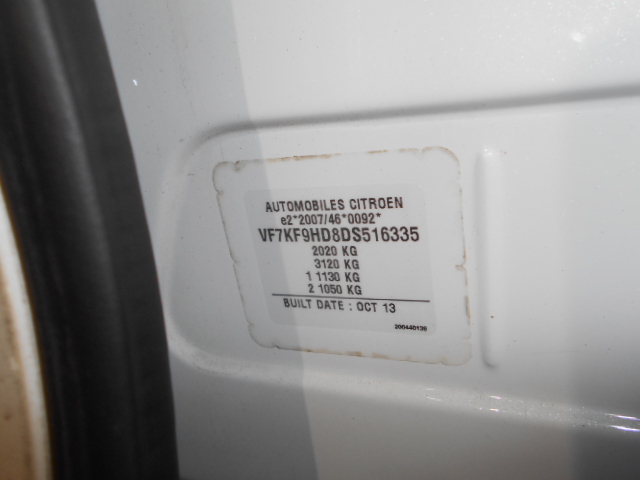 AUTOMOBILES CITROEN
e2*2007/46*0092*
VF7KF9HD8DS516335
2020 KG
3120 KG
1 1130 KG
2 1050 KG
BUILT DATE : OCT 13
200440138